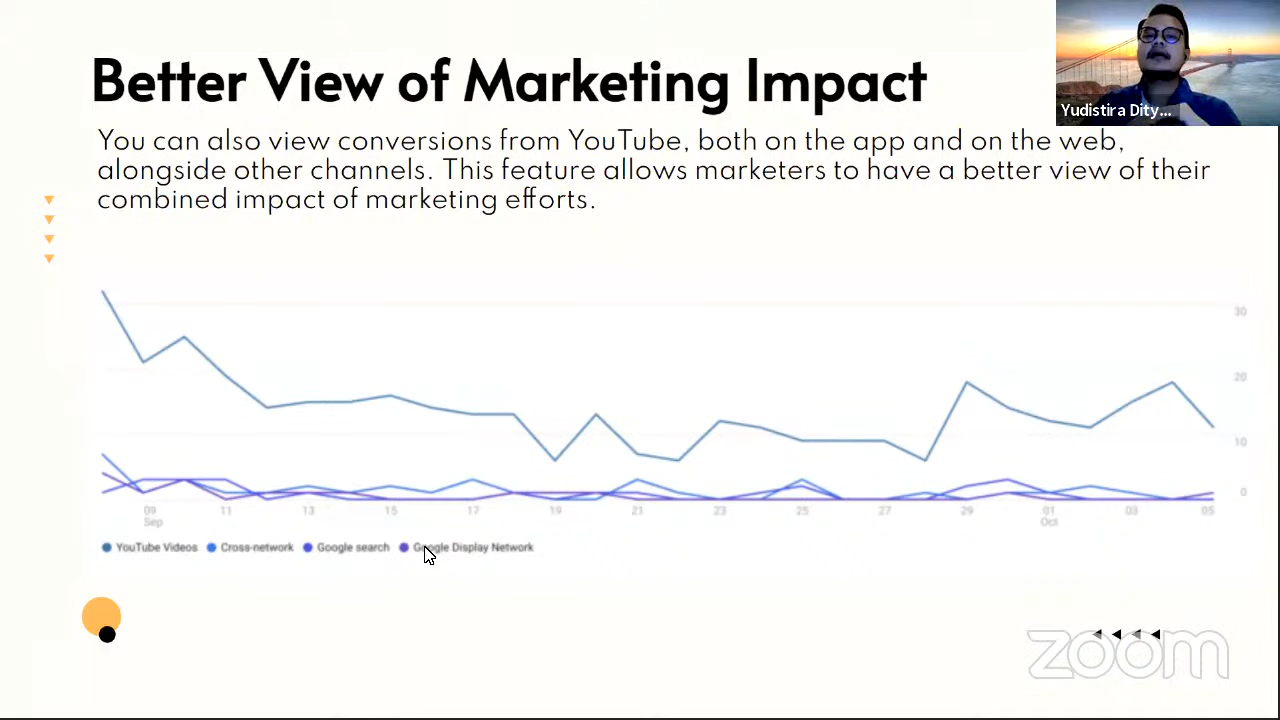 Better View of Marketing Impact
Yudistira Dity...
You can also view conversions from YouTube, both on the app and on the web,
alongside other channels. This feature allows marketers to have a better view of their
combined impact of marketing efforts.
30
20
10
0
09 11 13 15 17 19 21 23 25 27 29 01 03 05
Sep Oct
YouTube Videos Cross-network Google search Google Display Network
zoom